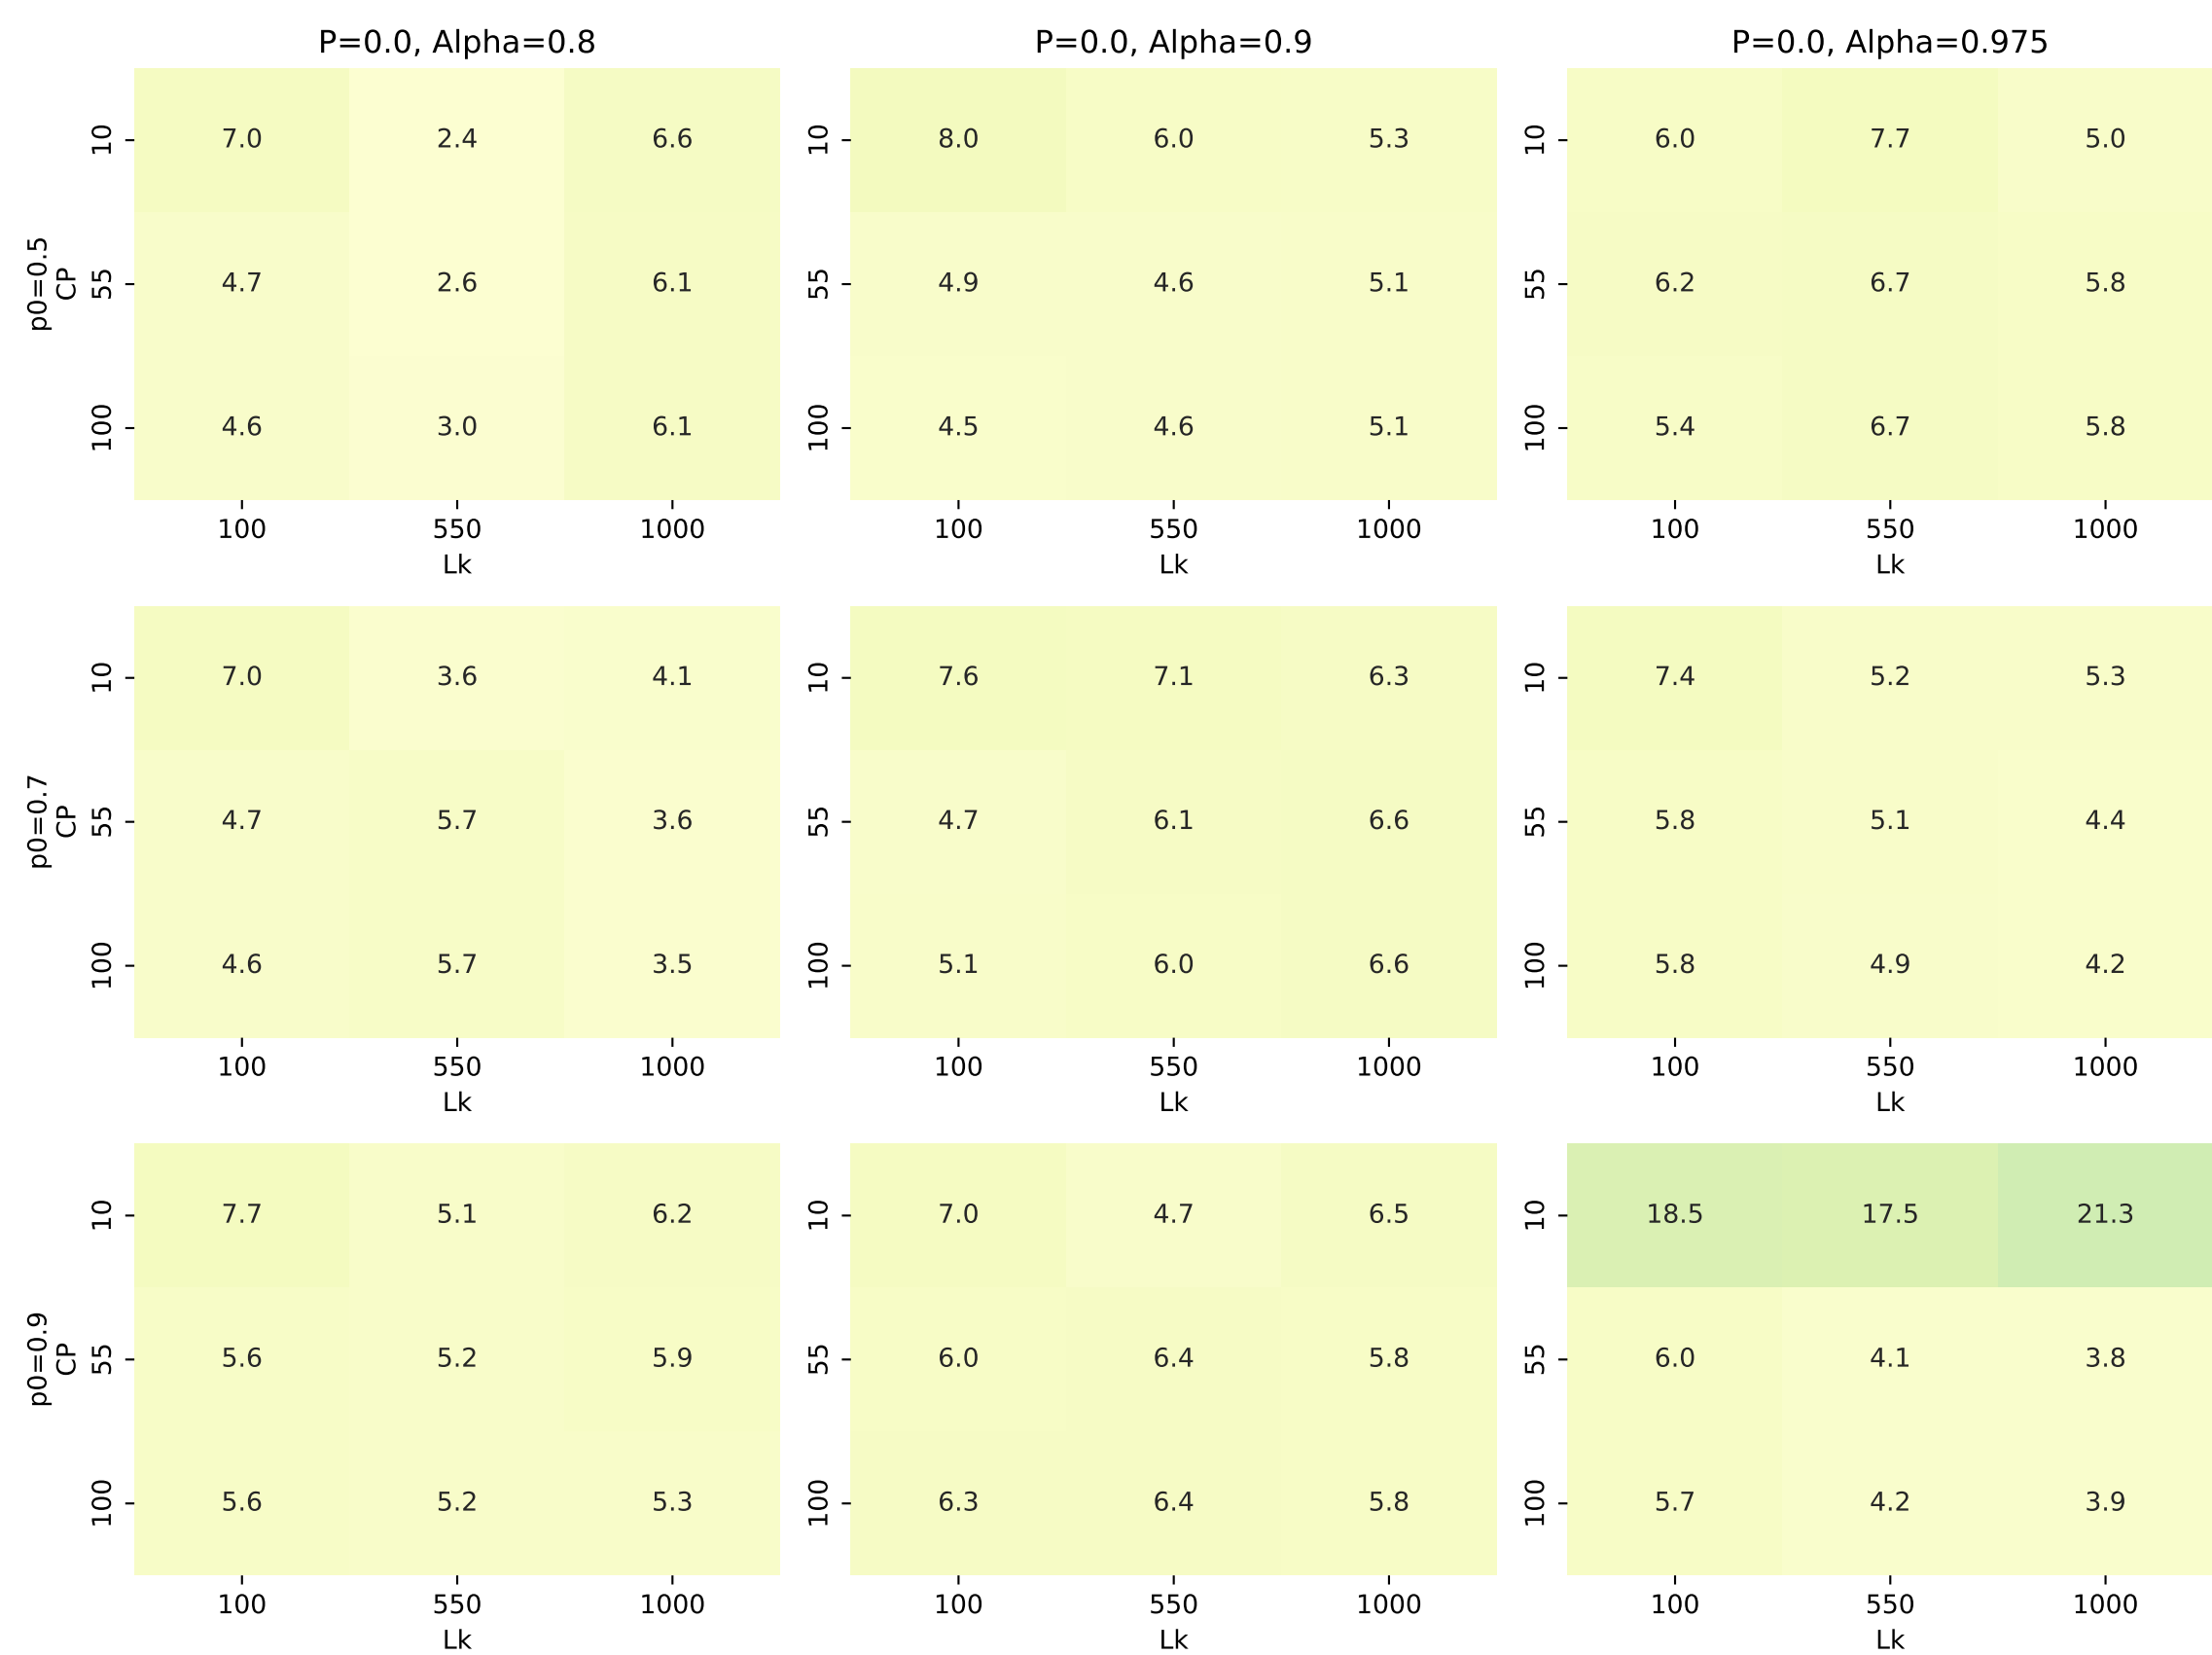 P=0.0, Alpha=0.8 P=0.0, Alpha=0.9 P=0.0, Alpha=0.975
p0=0.5
CP
10 7.0 2.4 6.6 10 8.0 6.0 5.3 10 6.0 7.7 5.0
55 4.7 2.6 6.1 55 4.9 4.6 5.1 55 6.2 6.7 5.8
100 4.6 3.0 6.1 100 4.5 4.6 5.1 100 5.4 6.7 5.8
100 550 1000 100 550 1000 100 550 1000
Lk Lk Lk
p0=0.7
CP
10 7.0 3.6 4.1 10 7.6 7.1 6.3 10 7.4 5.2 5.3
55 4.7 5.7 3.6 55 4.7 6.1 6.6 55 5.8 5.1 4.4
100 4.6 5.7 3.5 100 5.1 6.0 6.6 100 5.8 4.9 4.2
100 550 1000 100 550 1000 100 550 1000
Lk Lk Lk
p0=0.9
CP
10 7.7 5.1 6.2 10 7.0 4.7 6.5 10 18.5 17.5 21.3
55 5.6 5.2 5.9 55 6.0 6.4 5.8 55 6.0 4.1 3.8
100 5.6 5.2 5.3 100 6.3 6.4 5.8 100 5.7 4.2 3.9
100 550 1000 100 550 1000 100 550 1000
Lk Lk Lk